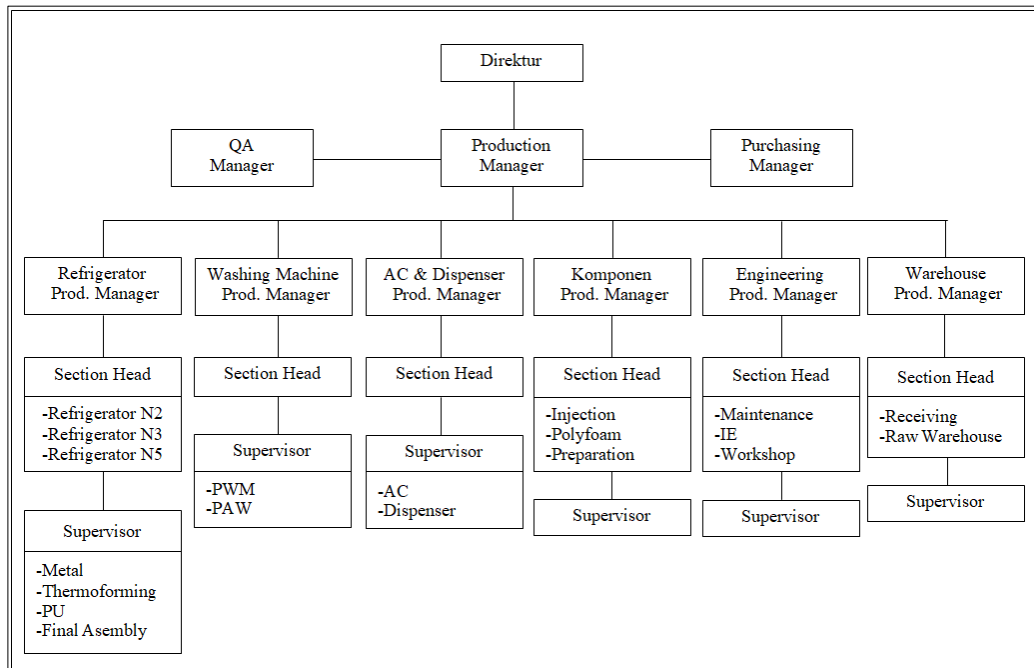 Direktur
QA
Manager
Production
Manager
Purchasing
Manager
Refrigerator
Prod. Manager
Washing Machine
Prod. Manager
AC & Dispenser
Prod. Manager
Komponen
Prod. Manager
Engineering
Prod. Manager
Warehouse
Prod. Manager
Section Head
-Refrigerator N2
-Refrigerator N3
-Refrigerator N5
Section Head
Section Head
Section Head
-Injection
-Polyfoam
-Preparation
Section Head
-Maintenance
-IE
-Workshop
Section Head
-Receiving
-Raw Warehouse
Supervisor
-Metal
-Thermoforming
-PU
-Final Asembly
Supervisor
-PWM
-PAW
Supervisor
-AC
-Dispenser
Supervisor
Supervisor
Supervisor